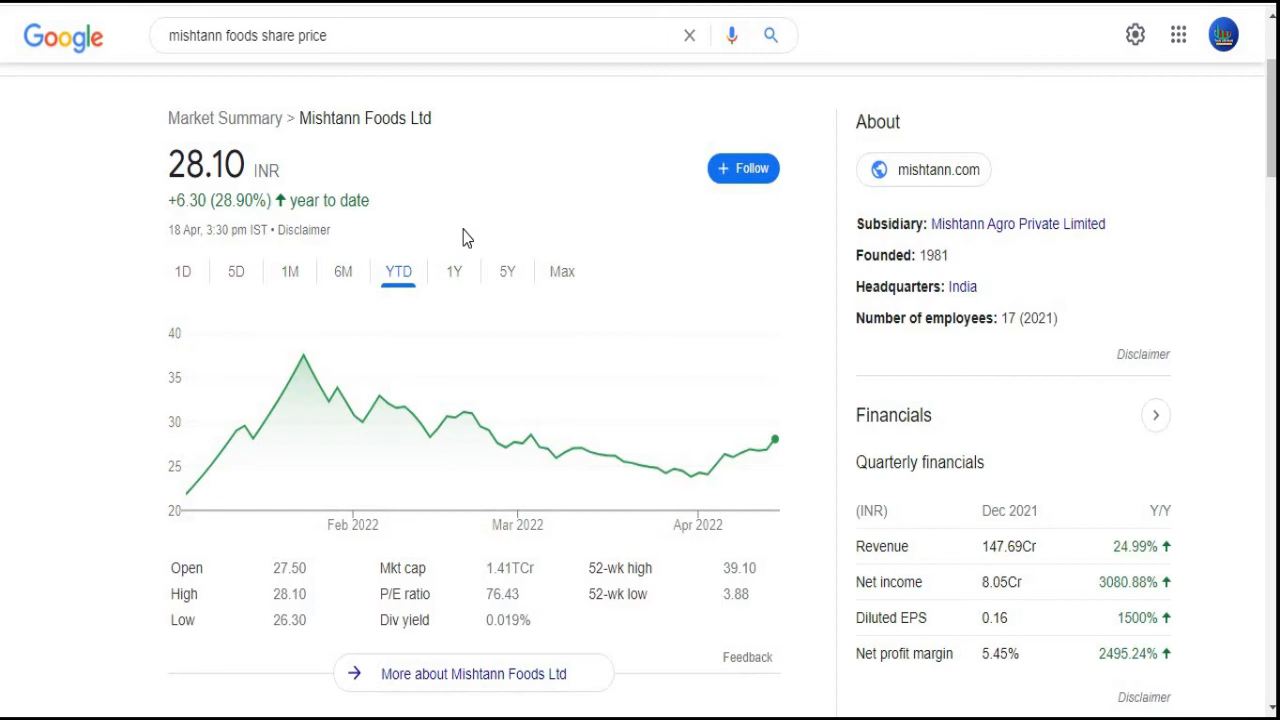 Google
mishtann foods share price
Market Summary > Mishtann Foods Ltd
28.10 INR
+ Follow
+6.30 (28.90%) ↑ year to date
18 Apr, 3:30 pm IST • Disclaimer
1D 5D 1M 6M YTD 1Y 5Y Max
40
35
30
25
20
Feb 2022 Mar 2022 Apr 2022
Open 27.50 Mkt cap 1.41TCr 52-wk high 39.10
High 28.10 P/E ratio 76.43 52-wk low 3.88
Low 26.30 Div yield 0.019%
Feedback
→ More about Mishtann Foods Ltd
About
mishtann.com
Subsidiary: Mishtann Agro Private Limited
Founded: 1981
Headquarters: India
Number of employees: 17 (2021)
Disclaimer
Financials
Quarterly financials
(INR) Dec 2021 Y/Y
Revenue 147.69Cr 24.99% ↑
Net income 8.05Cr 3080.88% ↑
Diluted EPS 0.16 1500% ↑
Net profit margin 5.45% 2495.24% ↑
Disclaimer